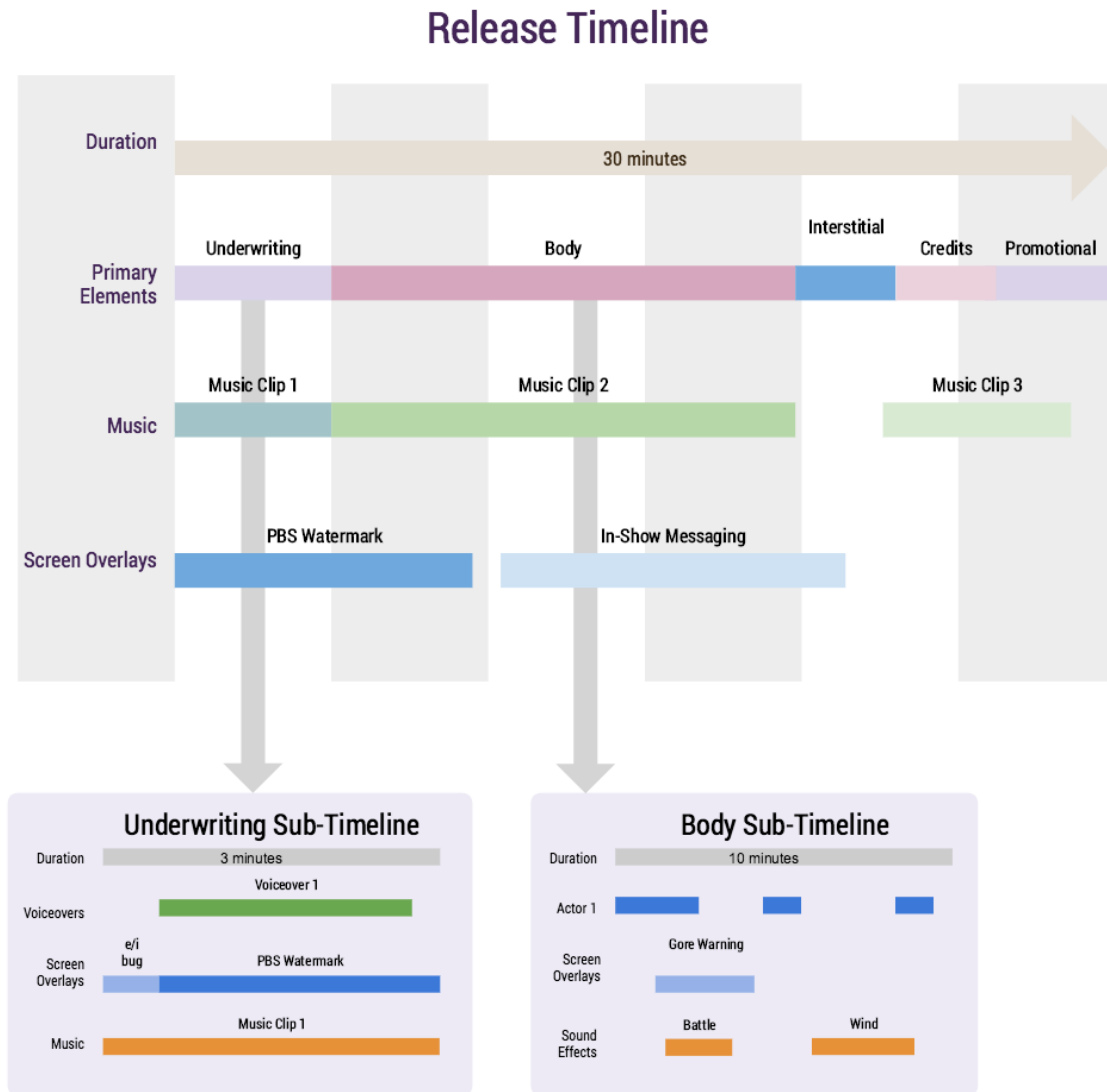 Release Timeline
Duration
30 minutes
Primary
Elements
Underwriting
Body
Interstitial
Credits
Promotional
Music
Music Clip 1
Music Clip 2
Music Clip 3
Screen Overlays
PBS Watermark
In-Show Messaging
Underwriting Sub-Timeline
Duration
3 minutes
Voiceovers
Voiceover 1
Screen
Overlays
e/i
bug
PBS Watermark
Music
Music Clip 1
Body Sub-Timeline
Duration
10 minutes
Actor 1
Screen
Overlays
Gore Warning
Sound
Effects
Battle
Wind